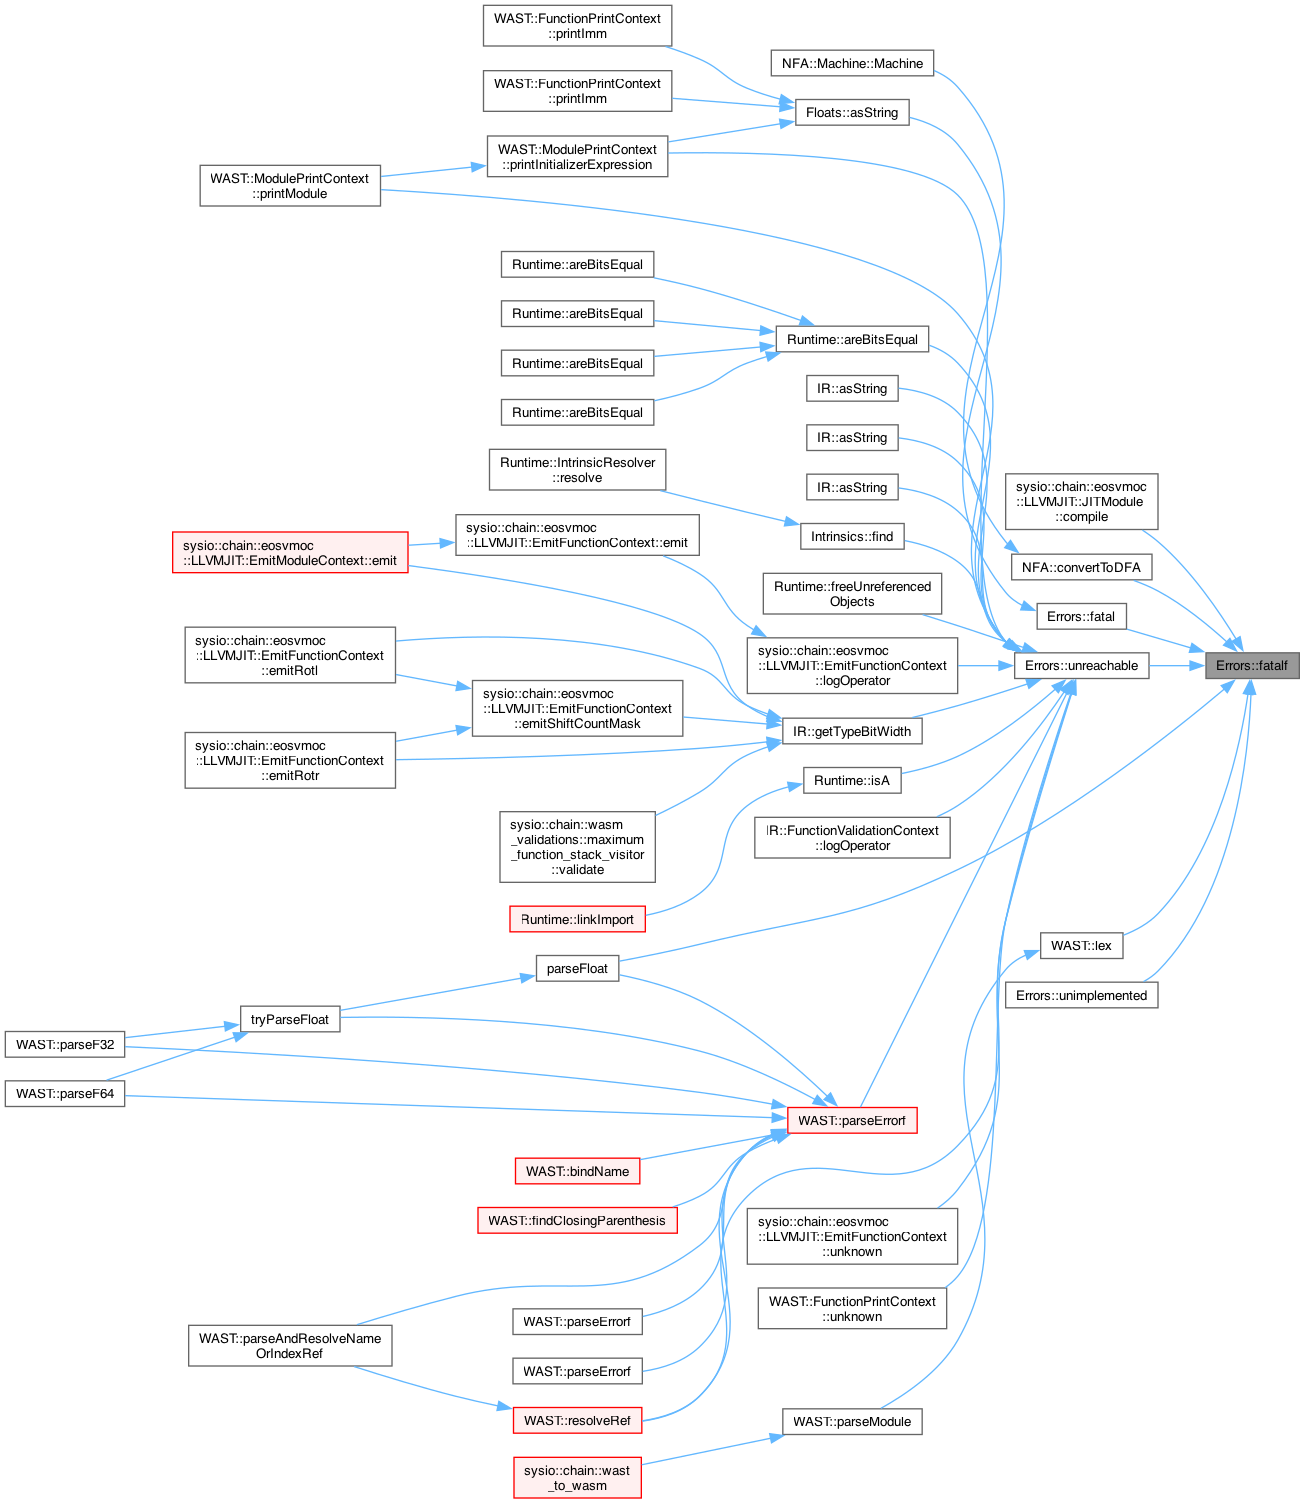 WAST::FunctionPrintContext
::printImm
NFA::Machine::Machine
WAST::FunctionPrintContext
::printImm
Floats::asString
WAST::ModulePrintContext
::printInitializerExpression
WAST::ModulePrintContext
::printModule
Runtime::areBitsEqual
Runtime::areBitsEqual
Runtime::areBitsEqual
Runtime::areBitsEqual
Runtime::areBitsEqual
IR::asString
IR::asString
IR::asString
Runtime::IntrinsicResolver
::resolve
sysio::chain::eosvmoc
::LLVMJIT::JITModule
::compile
sysio::chain::eosvmoc
::LLVMJIT::EmitFunctionContext::emit
Intrinsics::find
sysio::chain::eosvmoc
::LLVMJIT::EmitModuleContext::emit
NFA::convertToDFA
Runtime::freeUnreferenced
Objects
Errors::fatal
sysio::chain::eosvmoc
::LLVMJIT::EmitFunctionContext
::emitRotl
sysio::chain::eosvmoc
::LLVMJIT::EmitFunctionContext
::logOperator
Errors::unreachable
Errors::fatalf
sysio::chain::eosvmoc
::LLVMJIT::EmitFunctionContext
::emitShiftCountMask
IR::getTypeBitWidth
sysio::chain::eosvmoc
::LLVMJIT::EmitFunctionContext
::emitRotr
Runtime::isA
sysio::chain::wasm
_validations::maximum
_function_stack_visitor
::validate
IR::FunctionValidationContext
::logOperator
Runtime::linkImport
WAST::lex
parseFloat
Errors::unimplemented
tryParseFloat
WAST::parseF32
WAST::parseF64
WAST::parseErrorf
WAST::bindName
WAST::findClosingParenthesis
sysio::chain::eosvmoc
::LLVMJIT::EmitFunctionContext
::unknown
WAST::FunctionPrintContext
::unknown
WAST::parseErrorf
WAST::parseAndResolveName
OrIndexRef
WAST::parseErrorf
WAST::resolveRef
WAST::parseModule
sysio::chain::wast
_to_wasm